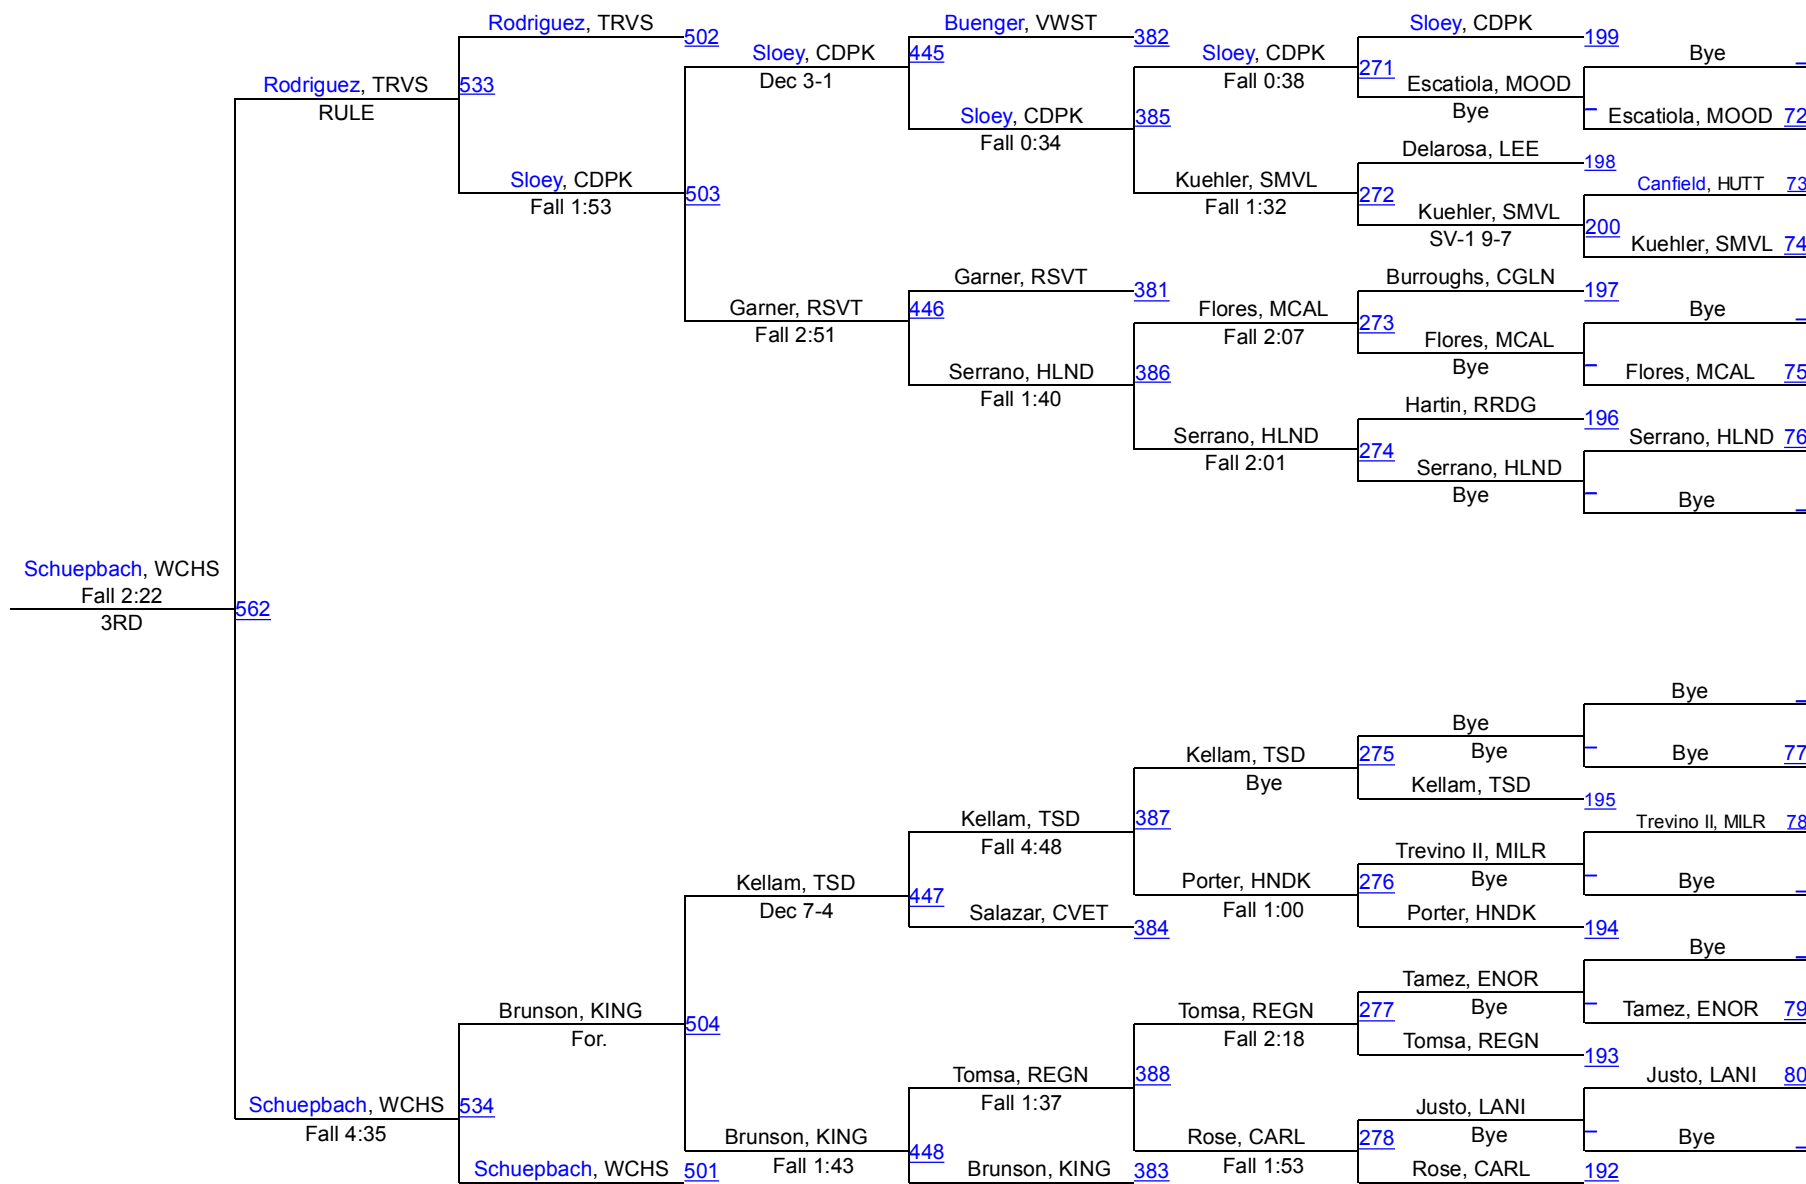 Rodriguez, TRVS
502
Buenger, VWST
382
Sloey, CDPK
199
Sloey, CDPK
Dec 3-1
445
Sloey, CDPK
Fall 0:38
271
Bye
Rodriguez, TRVS
RULE
533
Escatiola, MOOD
Bye
Sloey, CDPK
Fall 0:34
385
Escatiola, MOOD 72
Delarosa, LEE
198
Sloey, CDPK
Fall 1:53
503
Kuehler, SMVL
Fall 1:32
272
Canfield, HUTT 73
Kuehler, SMVL
SV-1 9-7
200
Kuehler, SMVL 74
Garner, RSVT
381
Burroughs, CGLN
197
Garner, RSVT
Fall 2:51
446
Flores, MCAL
Fall 2:07
273
Bye
Flores, MCAL
Bye
Serrano, HLND
Fall 1:40
386
Flores, MCAL 75
Hartin, RRDG
196
Serrano, HLND
Fall 2:01
274
Serrano, HLND 76
Serrano, HLND
Bye
Bye
Schuepbach, WCHS
Fall 2:22
3RD
562
Bye
Bye
Bye
Kellam, TSD
Bye
275
Bye 77
Kellam, TSD
195
Kellam, TSD
Fall 4:48
387
Trevino II, MILR 78
Trevino II, MILR
Bye
Kellam, TSD
Dec 7-4
447
Porter, HNDK
Fall 1:00
276
Bye
Salazar, CVET
384
Porter, HNDK
194
Bye
Tamez, ENOR
Bye
Brunson, KING
For.
504
Tomsa, REGN
Fall 2:18
277
Tamez, ENOR 79
Tomsa, REGN
193
Tomsa, REGN
Fall 1:37
388
Justo, LANI 80
Schuepbach, WCHS
Fall 4:35
534
Justo, LANI
Bye
Brunson, KING
Fall 1:43
448
Rose, CARL
Fall 1:53
278
Bye
Schuepbach, WCHS
501
Brunson, KING
383
Rose, CARL
192